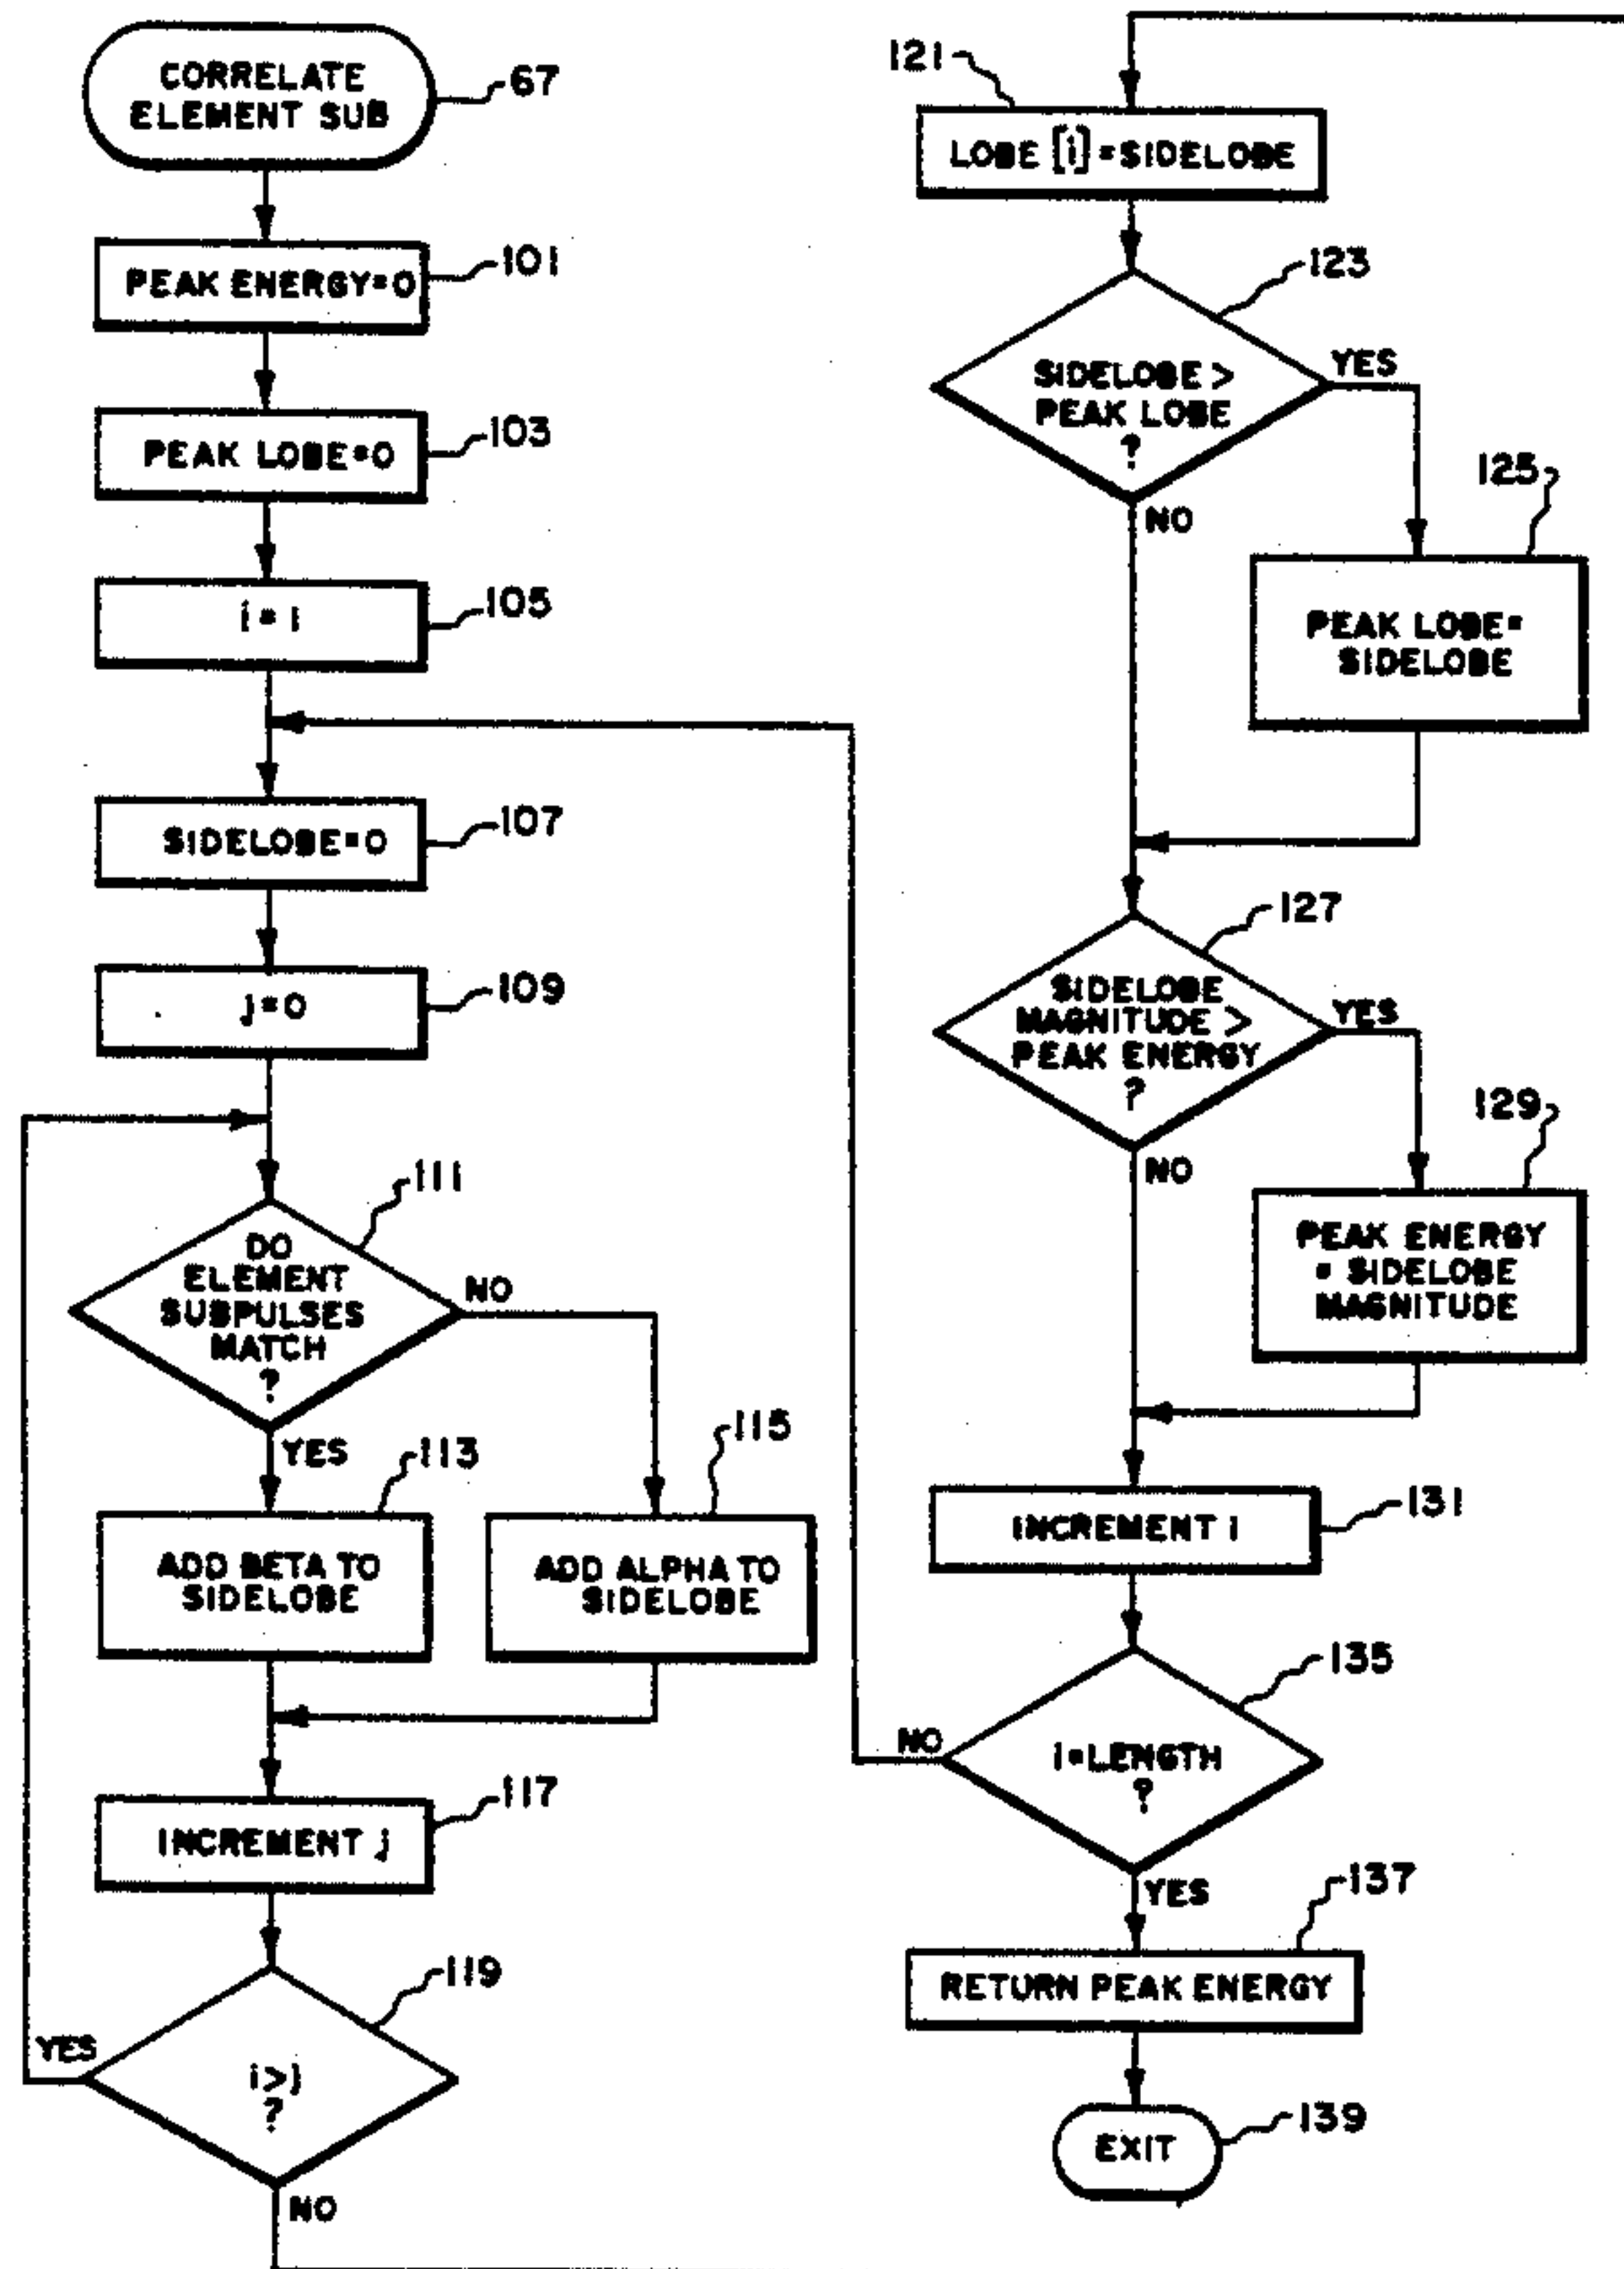 CORRELATE
ELEMENT SUB
67
PEAK ENERGY=0
101
PEAK LOBE=0
103
i = 1
105
SIDELOBE=0
107
j=0
109
DO
ELEMENT
SUBPULSES
MATCH
?
111
NO
YES
ADD BETA TO
SIDELOBE
113
ADD ALPHA TO
SIDELOBE
115
INCREMENT j
117
i>j
?
119
YES
NO
121
LOBE [i]=SIDELOBE
SIDELOBE >
PEAK LOBE
?
123
YES
NO
125
PEAK LOBE=
SIDELOBE
SIDELOBE
MAGNITUDE >
PEAK ENERGY
?
127
YES
NO
129
PEAK ENERGY
= SIDELOBE
MAGNITUDE
INCREMENT i
131
i=LENGTH
?
135
NO
YES
RETURN PEAK ENERGY
137
EXIT
139